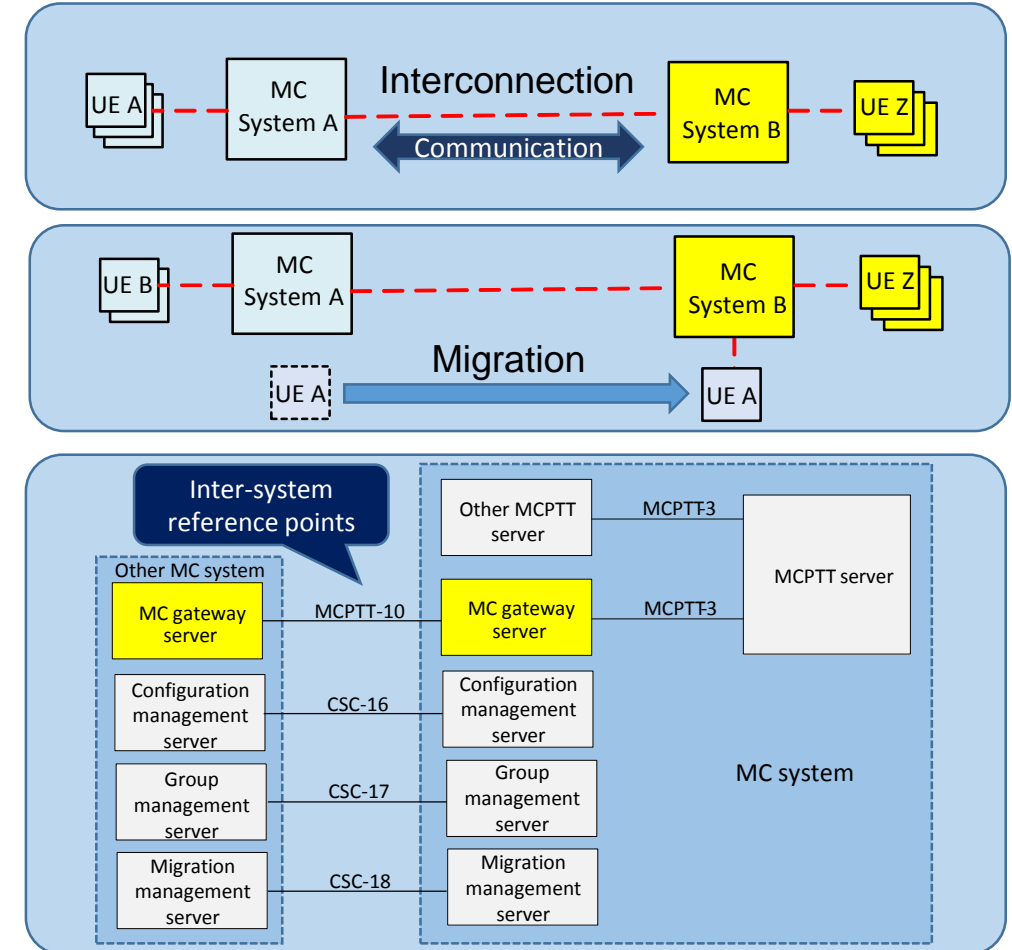 UE A
MC
System A
Interconnection
Communication
MC
System B
UE Z
UE B
MC
System A
MC
System B
UE Z
Migration
UE A
UE A
Inter-system
reference points
Other MC system
MC gateway
server
Configuration
management
server
Group
management
server
Migration
management
server
MCPTT-10
CSC-16
CSC-17
CSC-18
Other MCPTT
server
MC gateway
server
Configuration
management
server
Group
management
server
Migration
management
server
MCPTT-3
MCPTT-3
MCPTT server
MC system